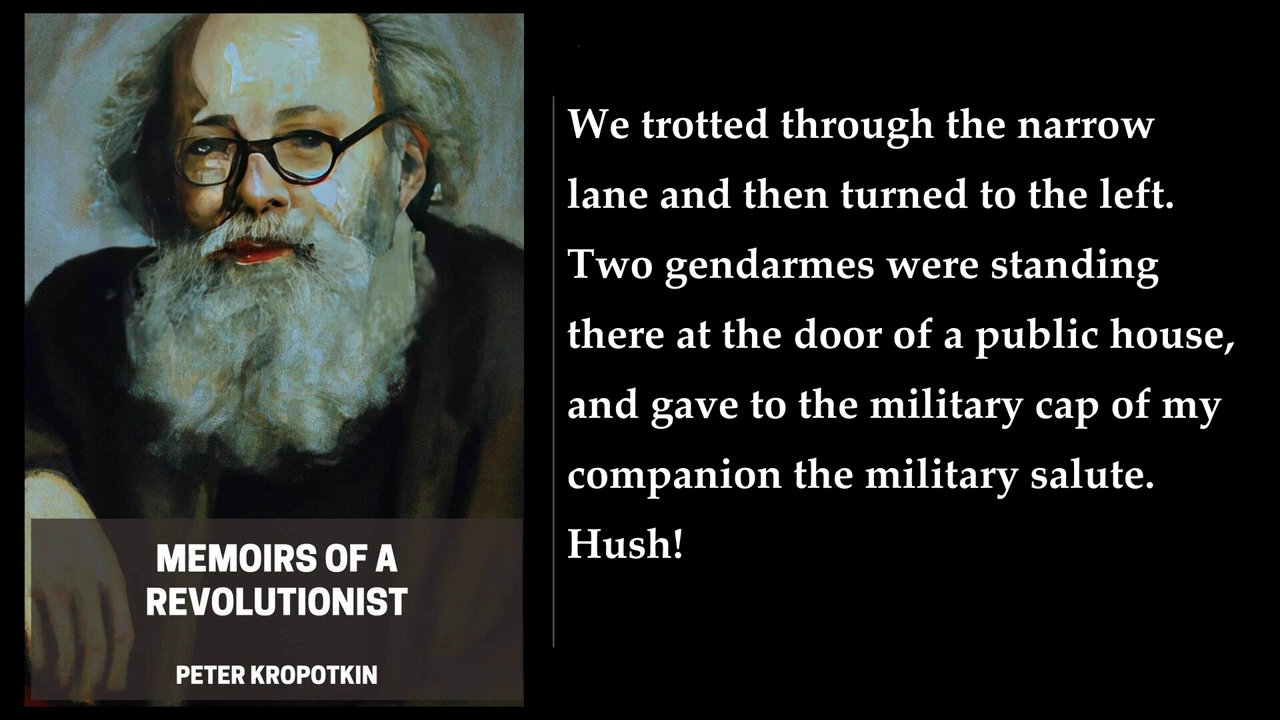 We trotted through the narrow
lane and then turned to the left.
Two gendarmes were standing
there at the door of a public house,
and gave to the military cap of my
companion the military salute.
Hush!
MEMOIRS OF A
REVOLUTIONIST
PETER KROPOTKIN